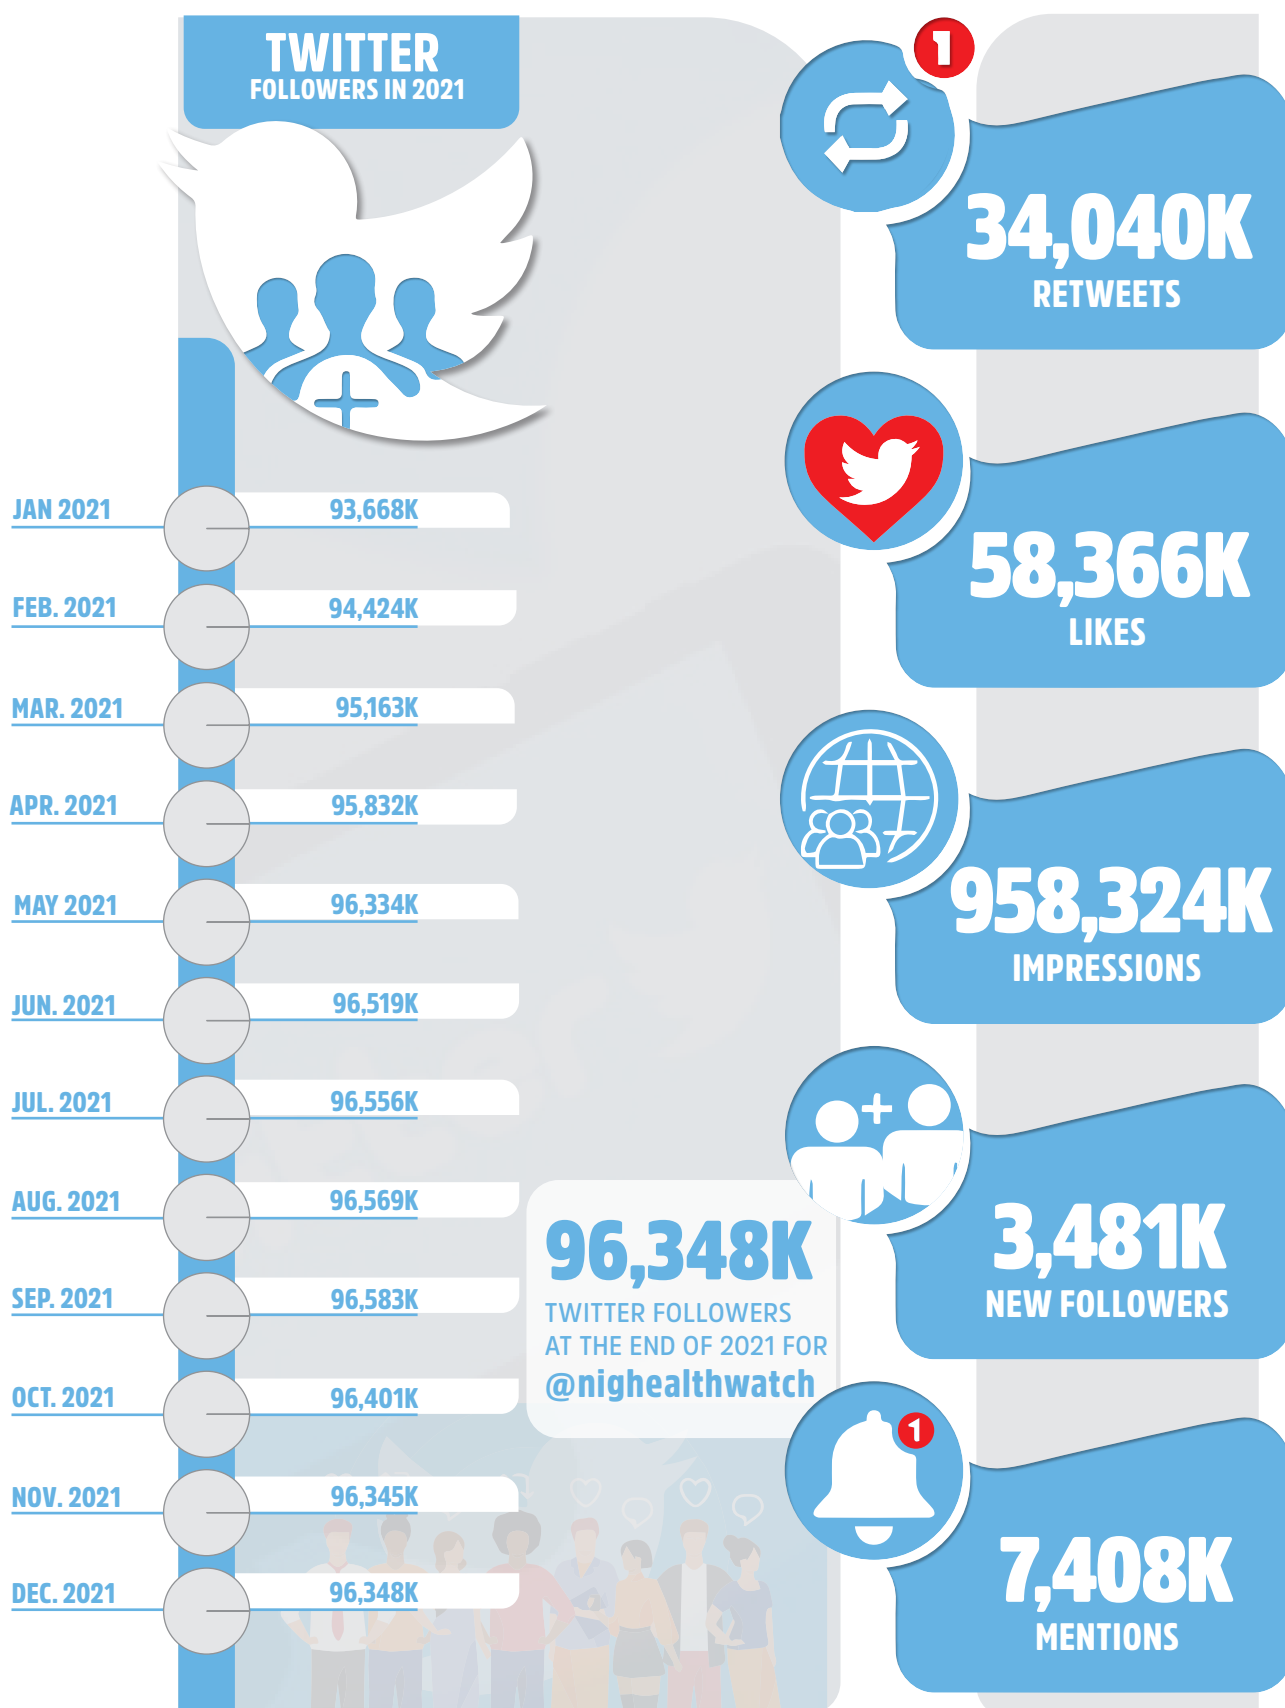 TWITTER
FOLLOWERS IN 2021
JAN 2021 93,668K
FEB. 2021 94,424K
MAR. 2021 95,163K
APR. 2021 95,832K
MAY 2021 96,334K
JUN. 2021 96,519K
JUL. 2021 96,556K
AUG. 2021 96,569K
SEP. 2021 96,583K
OCT. 2021 96,401K
NOV. 2021 96,345K
DEC. 2021 96,348K
96,348K
TWITTER FOLLOWERS
AT THE END OF 2021 FOR
@nighealthwatch
1
34,040K
RETWEETS
58,366K
LIKES
958,324K
IMPRESSIONS
3,481K
NEW FOLLOWERS
1
7,408K
MENTIONS